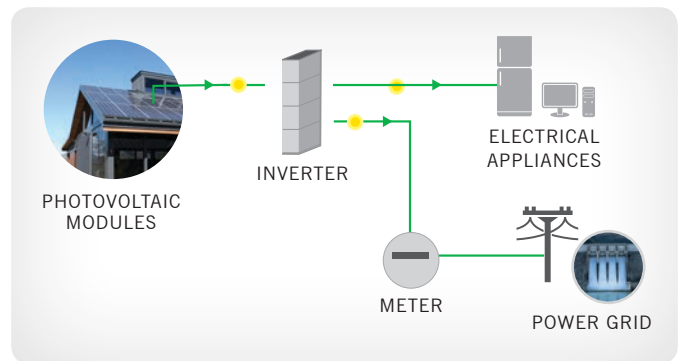 PHOTOVOLTAIC
MODULES
INVERTER
ELECTRICAL
APPLIANCES
METER
POWER GRID